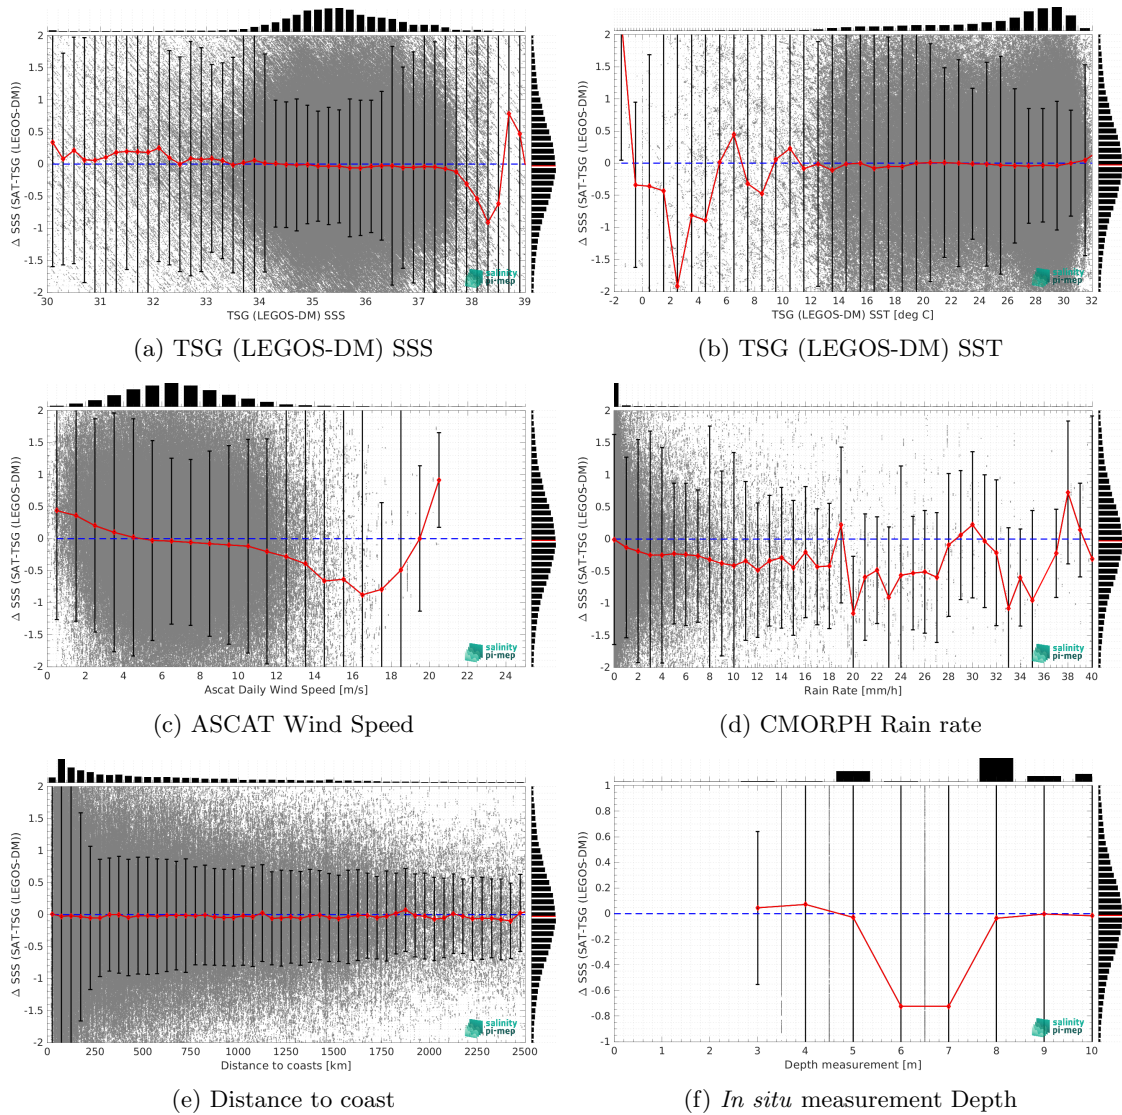 Δ SSS (SAT-TSG (LEGOS-DM))
2
1.5
1
0.5
0
-0.5
-1
-1.5
-2
salinity
pi-mep
30 31 32 33 34 35 36 37 38 39
TSG (LEGOS-DM) SSS
(a) TSG (LEGOS-DM) SSS
Δ SSS (SAT-TSG (LEGOS-DM))
2
1.5
1
0.5
0
-0.5
-1
-1.5
-2
salinity
pi-mep
-2 0 2 4 6 8 10 12 14 16 18 20 22 24 26 28 30 32
TSG (LEGOS-DM) SST [deg C]
(b) TSG (LEGOS-DM) SST
Δ SSS (SAT-TSG (LEGOS-DM))
2
1.5
1
0.5
0
-0.5
-1
-1.5
-2
salinity
pi-mep
0 2 4 6 8 10 12 14 16 18 20 22 24
Ascat Daily Wind Speed [m/s]
(c) ASCAT Wind Speed
Δ SSS (SAT-TSG (LEGOS-DM))
2
1.5
1
0.5
0
-0.5
-1
-1.5
-2
salinity
pi-mep
0 2 4 6 8 10 12 14 16 18 20 22 24 26 28 30 32 34 36 38 40
Rain Rate [mm/h]
(d) CMORPH Rain rate
Δ SSS (SAT-TSG (LEGOS-DM))
2
1.5
1
0.5
0
-0.5
-1
-1.5
-2
salinity
pi-mep
0 250 500 750 1000 1250 1500 1750 2000 2250 2500
Distance to coasts [km]
(e) Distance to coast
Δ SSS (SAT-TSG (LEGOS-DM))
1
0.8
0.6
0.4
0.2
0
-0.2
-0.4
-0.6
-0.8
-1
salinity
pi-mep
0 1 2 3 4 5 6 7 8 9 10
Depth measurement [m]
(f) In situ measurement Depth